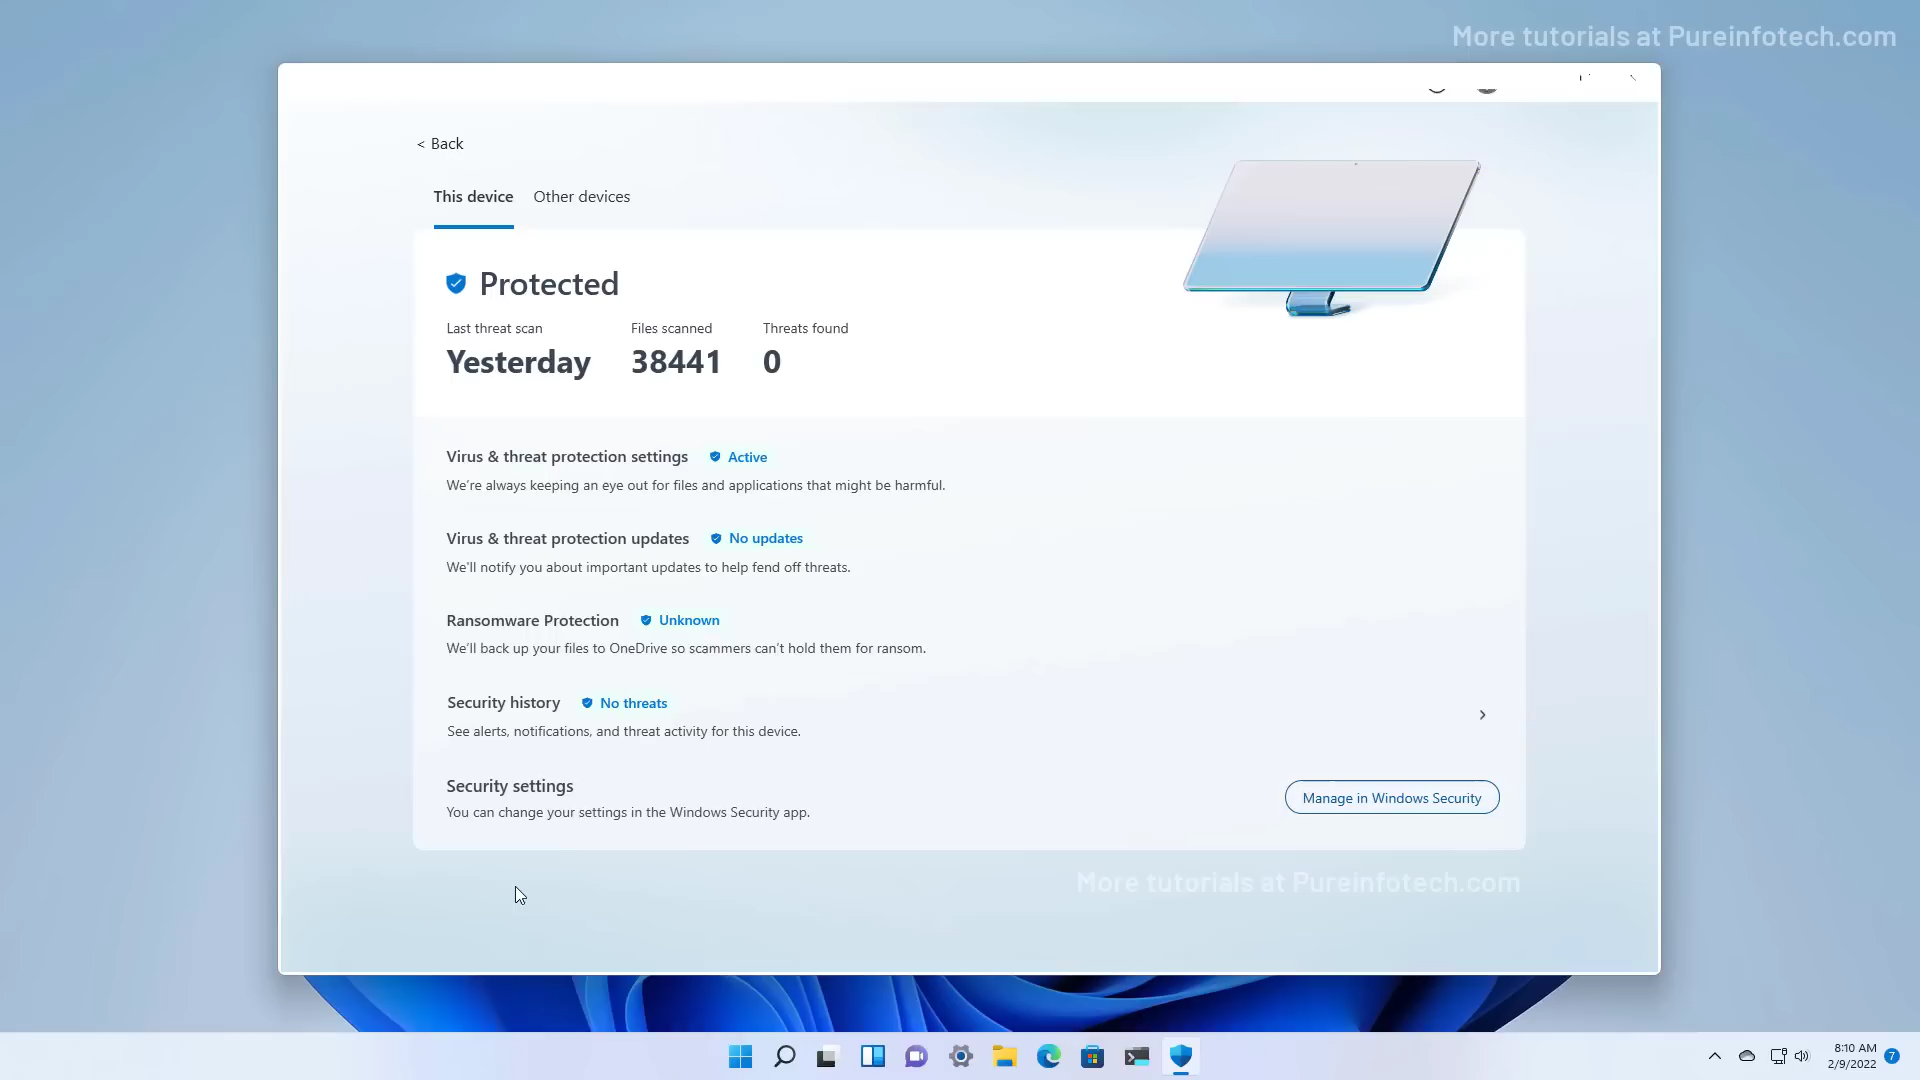 More tutorials at Pureinfotech.com
< Back
This device
Other devices
Protected
Last threat scan
Files scanned
Threats found
Yesterday
38441
0
Virus & threat protection settings
Active
We're always keeping an eye out for files and applications that might be harmful.
Virus & threat protection updates
No updates
We'll notify you about important updates to help fend off threats.
Ransomware Protection
Unknown
We'll back up your files to OneDrive so scammers can't hold them for ransom.
Security history
No threats
See alerts, notifications, and threat activity for this device.
Security settings
You can change your settings in the Windows Security app.
Manage in Windows Security
More tutorials at Pureinfotech.com
8:10 AM
2/9/2022
7